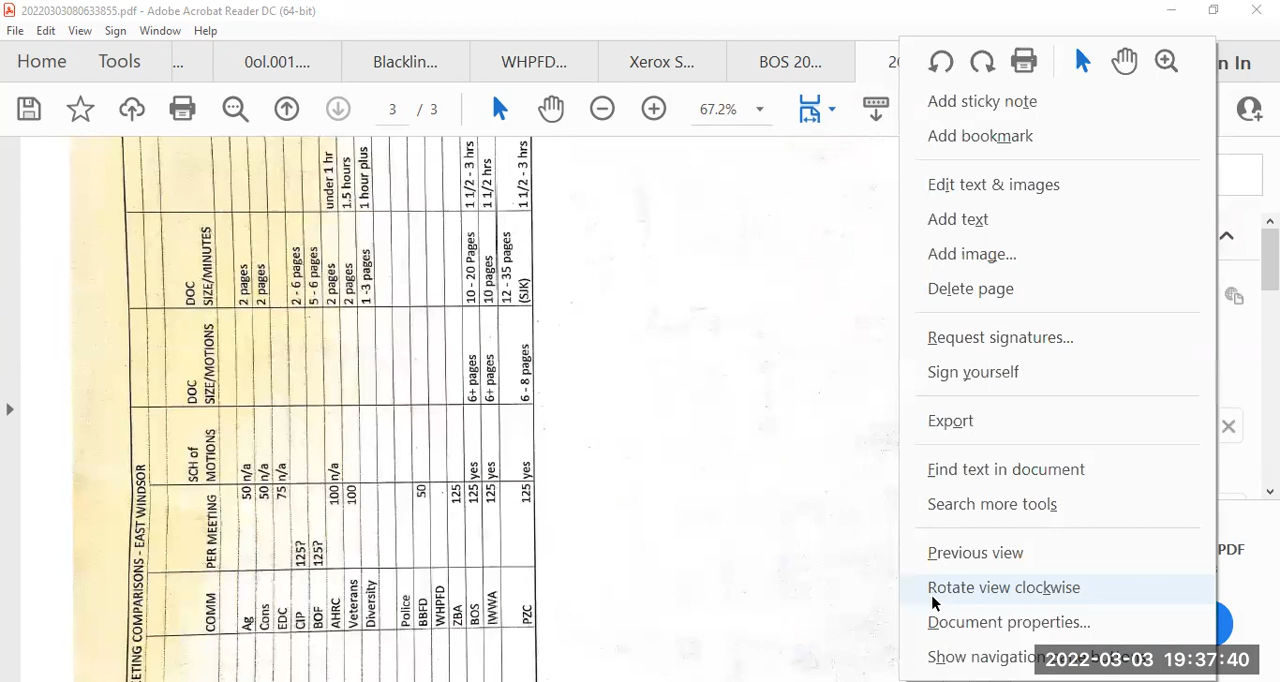 20220303080633855.pdf - Adobe Acrobat Reader DC (64-bit)
File Edit View Sign Window Help
Home Tools ... 0ol.001.... Blacklin... WHPFD... Xerox S... BOS 20... 20 n In
3 / 3 67.2%
Add sticky note
Add bookmark
Edit text & images
Add text
Add image...
Delete page
Request signatures...
Sign yourself
Export
Find text in document
Search more tools
Previous view
Rotate view clockwise
Document properties...
Show navigation
PDF
2022-03-03 19:37:40
ETING COMPARISONS - EAST WINDSOR
COMM PER MEETING SCH of MOTIONS DOC SIZE/MOTIONS DOC SIZE/MINUTES
Ag 50 n/a 2 pages
Cons 50 n/a 2 pages
EDC 75 n/a
CIP 125? 2 - 6 pages
BOF 125? 5 - 6 pages
AHRC 100 n/a 2 pages under 1 hr
Veterans 100 2 pages 1.5 hours
Diversity 1 -3 pages 1 hour plus
Police
BBFD 50
WHPFD
ZBA 125
BOS 125 yes 6+ pages 10 - 20 Pages 1 1/2 - 3 hrs
IWWA 125 yes 6+ pages 10 pages 1 1/2 hrs
12 - 35 pages
PZC 125 yes 6 - 8 pages (SJK) 1 1/2 - 3 hrs